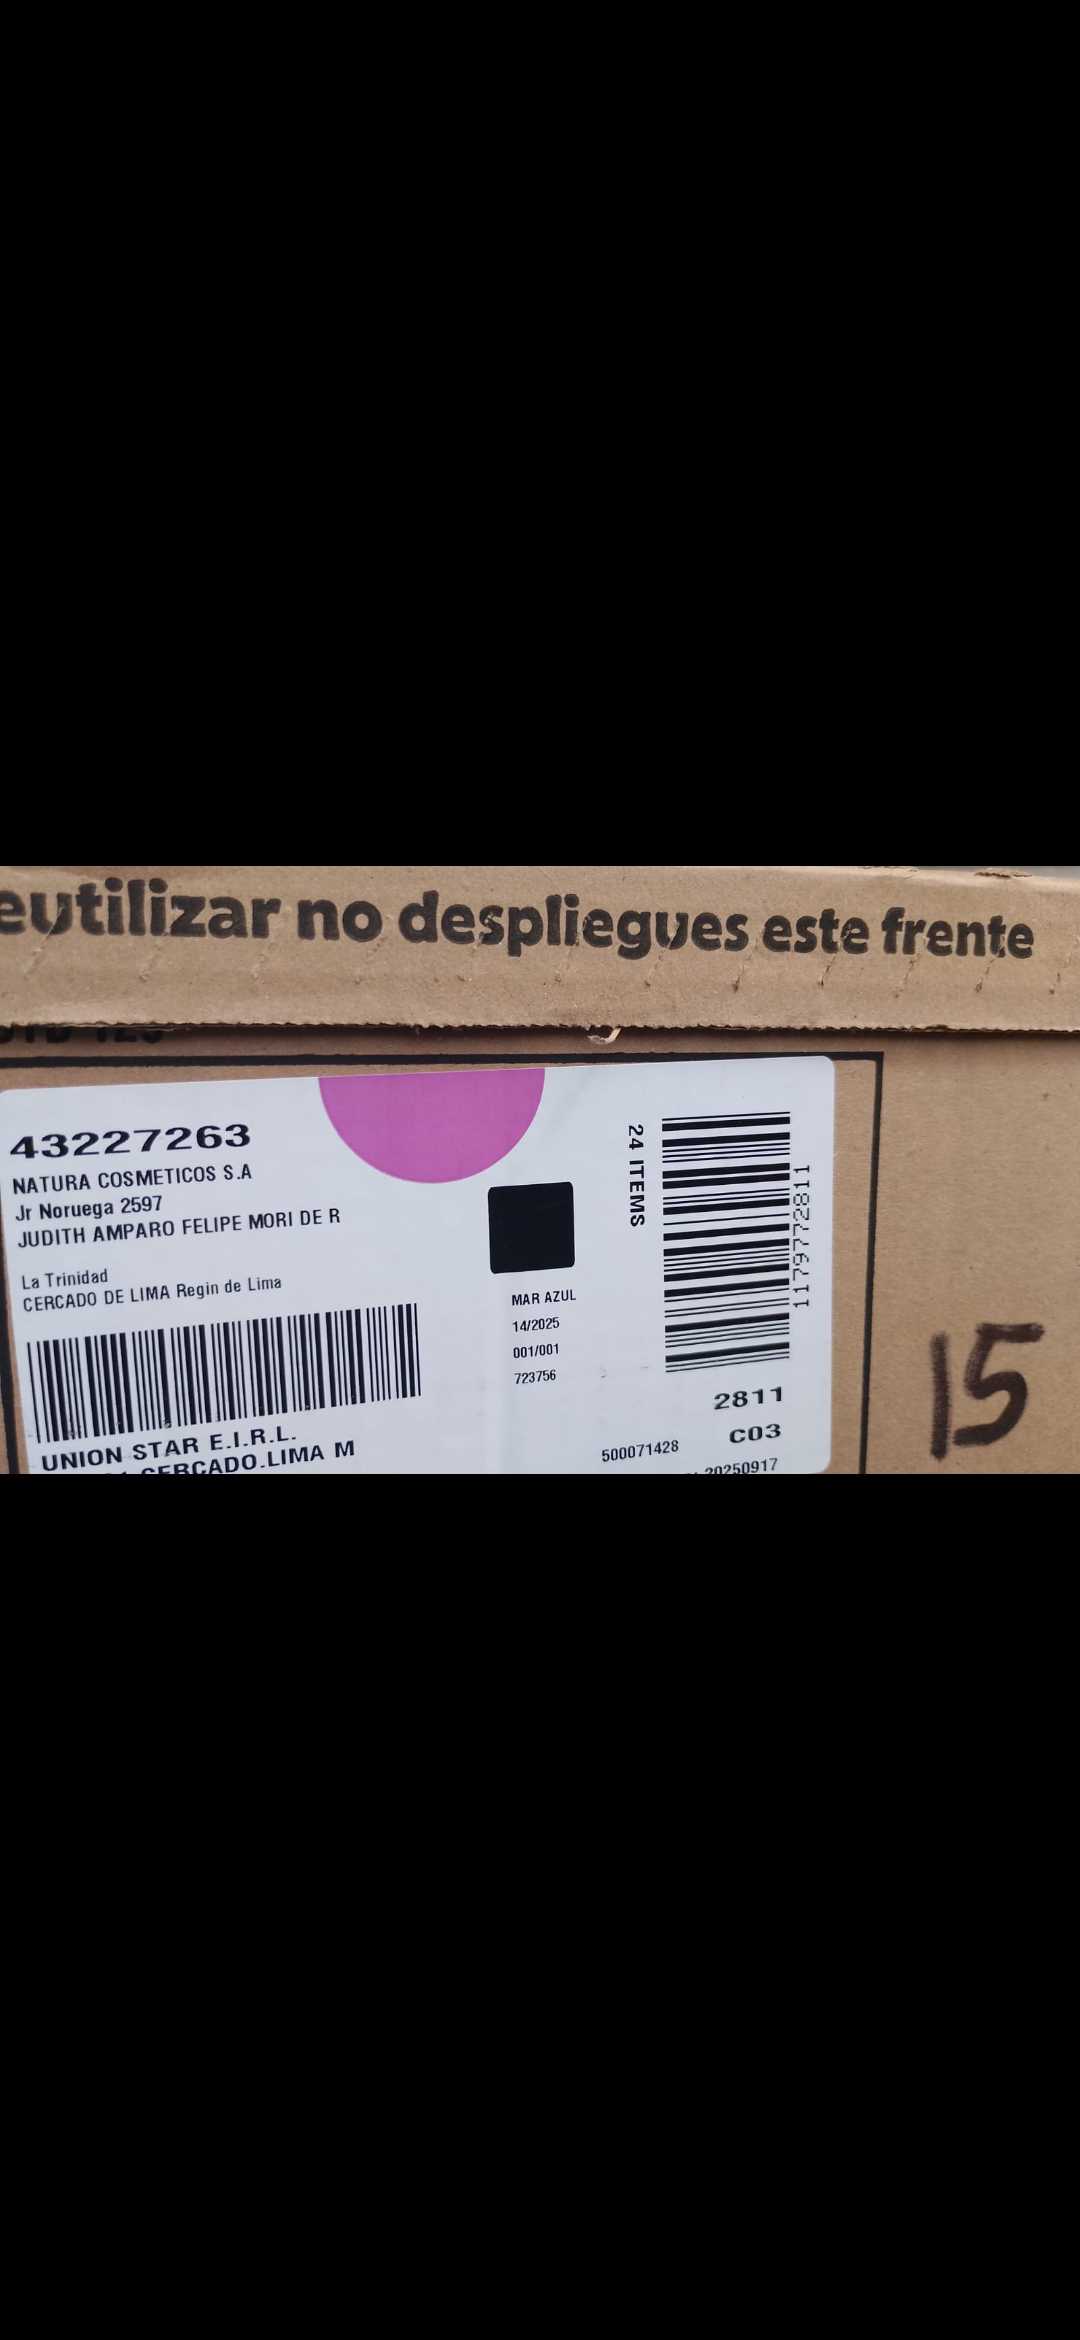 eutilizar no despliegues este frente
43227263
NATURA COSMETICOS S.A
Jr Noruega 2597
JUDITH AMPARO FELIPE MORI DE R
La Trinidad
CERCADO DE LIMA Regin de Lima
UNION STAR E.I.R.L.
CERCADO.LIMA M
MAR AZUL
14/2025
001/001
723756
24 ITEMS
2811
C03
500071428
20250917
15